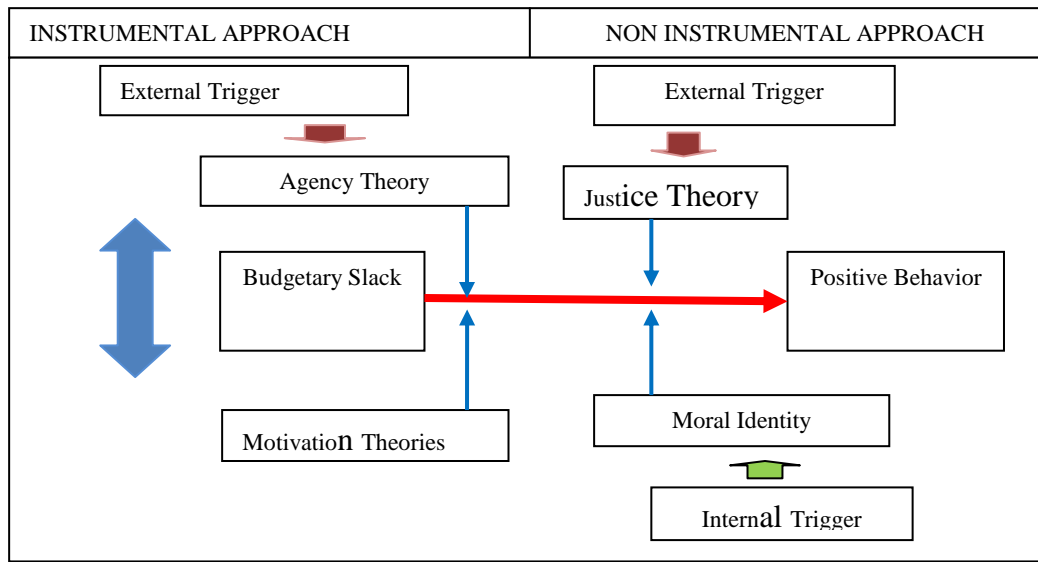 INSTRUMENTAL APPROACH
NON INSTRUMENTAL APPROACH
External Trigger
External Trigger
Agency Theory
Justice Theory
Budgetary Slack
Positive Behavior
Motivation Theories
Moral Identity
Internal Trigger